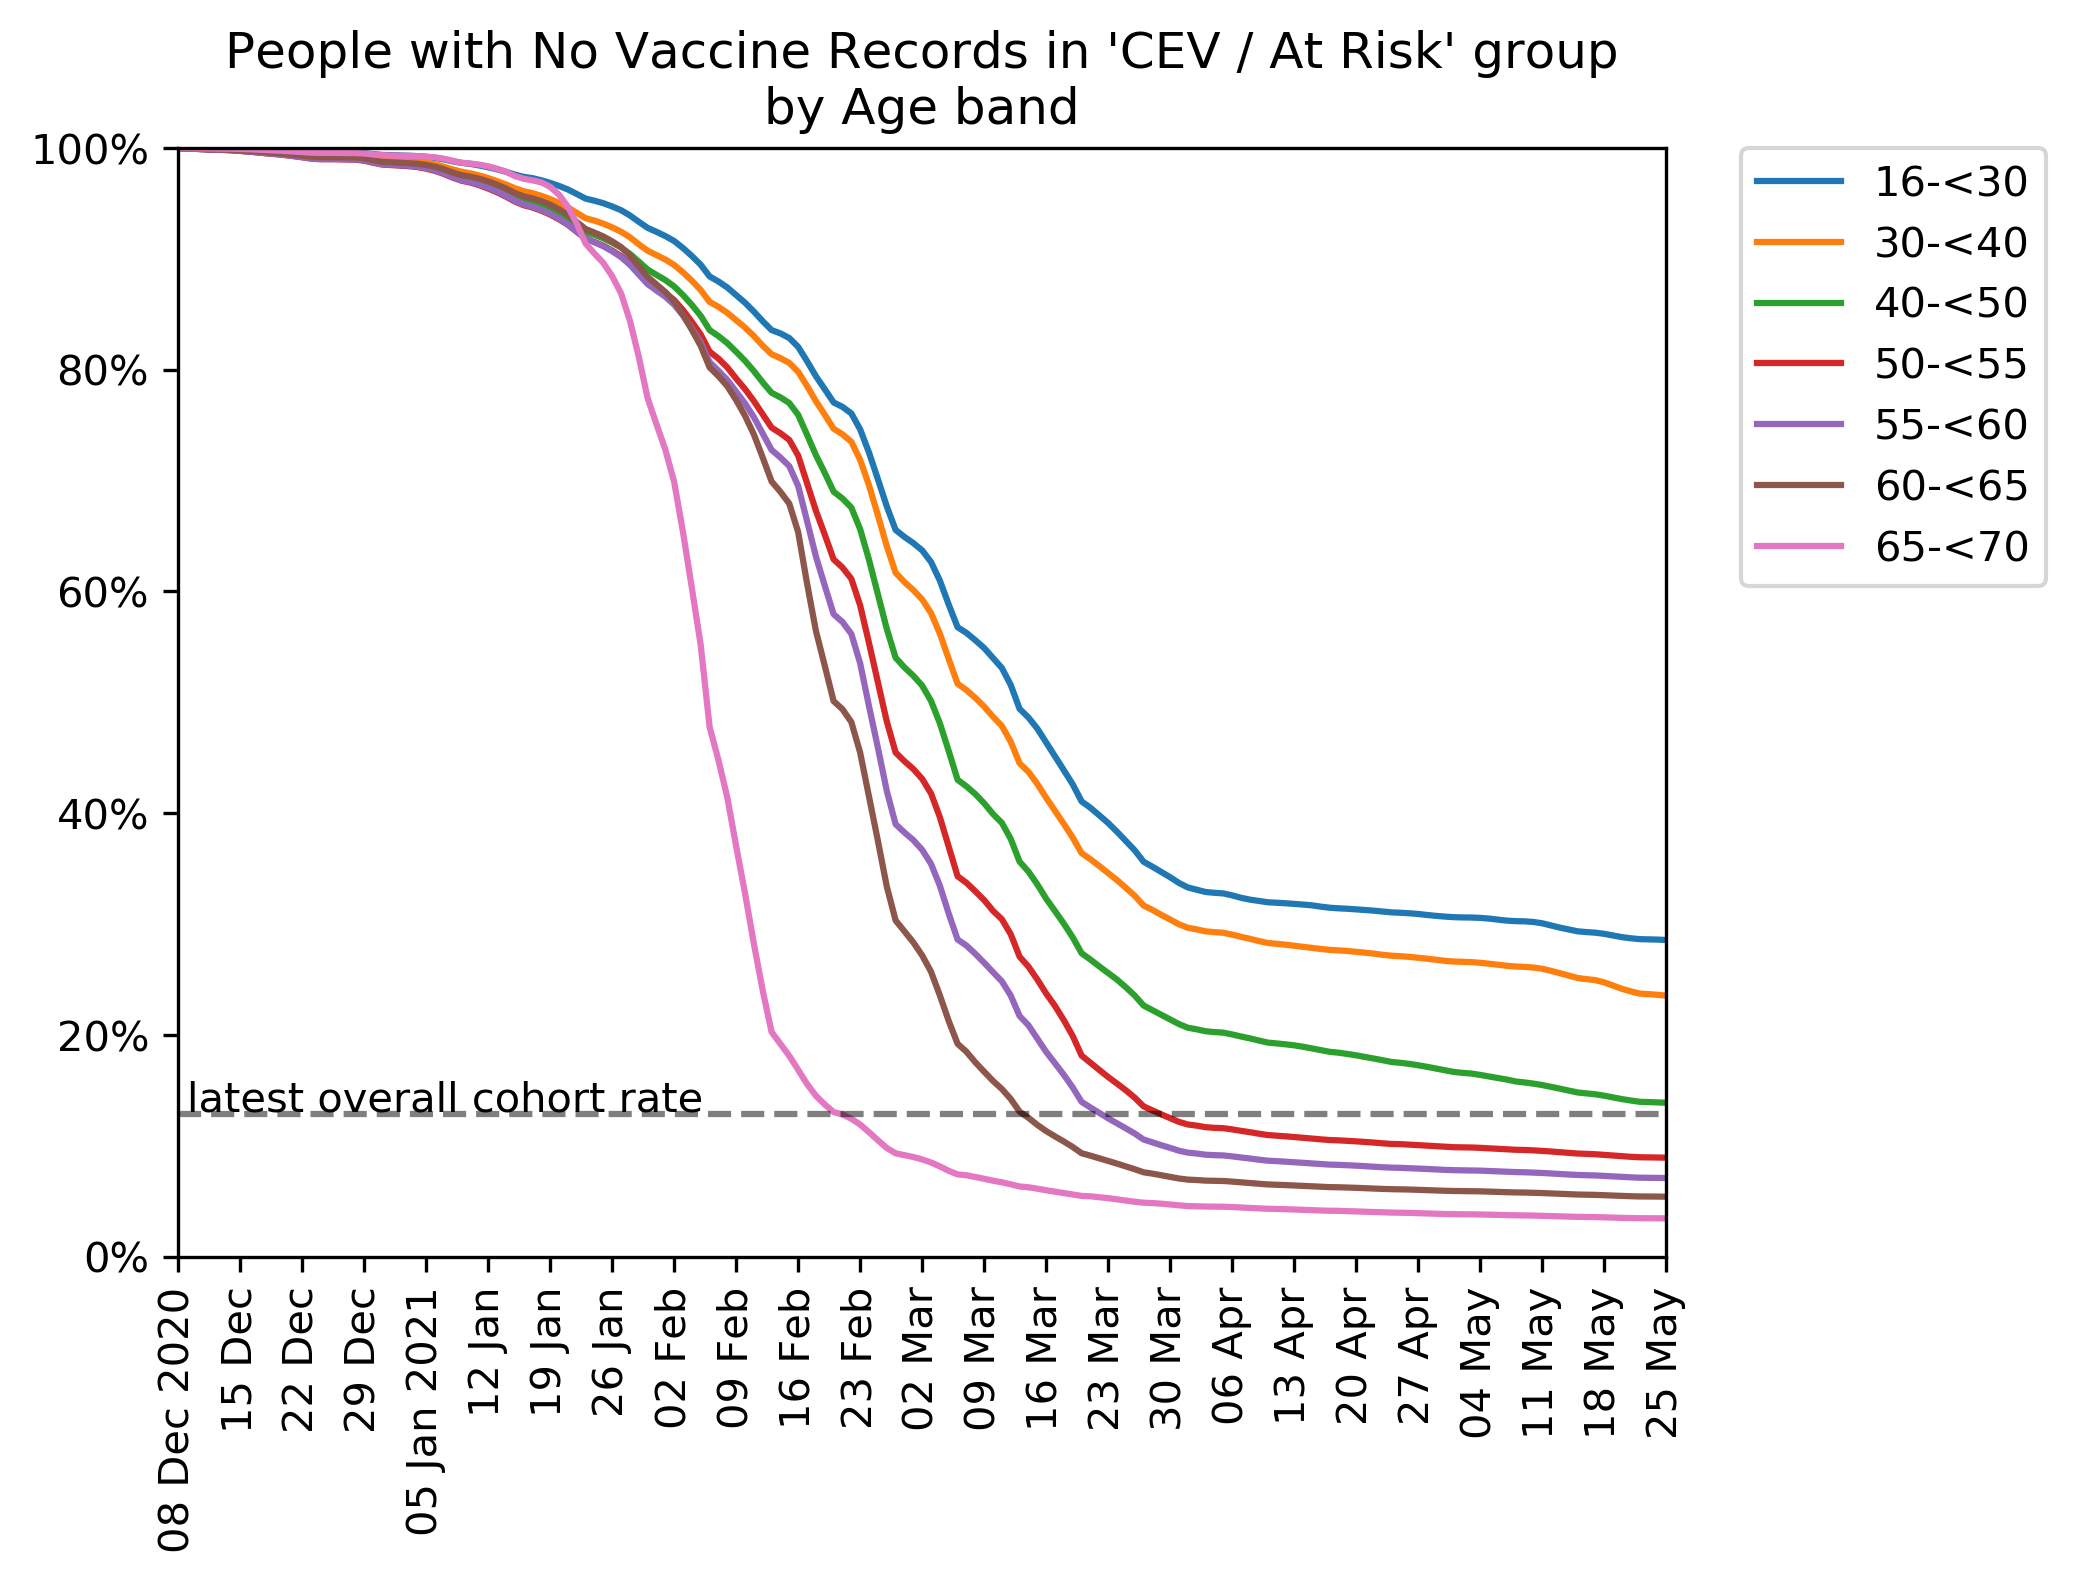 People with No Vaccine Records in 'CEV / At Risk' group
by Age band
100%
80%
60%
40%
20%
0%
latest overall cohort rate
08 Dec 2020
15 Dec
22 Dec
29 Dec
05 Jan 2021
12 Jan
19 Jan
26 Jan
02 Feb
09 Feb
16 Feb
23 Feb
02 Mar
09 Mar
16 Mar
23 Mar
30 Mar
06 Apr
13 Apr
20 Apr
27 Apr
04 May
11 May
18 May
25 May
16-<30
30-<40
40-<50
50-<55
55-<60
60-<65
65-<70